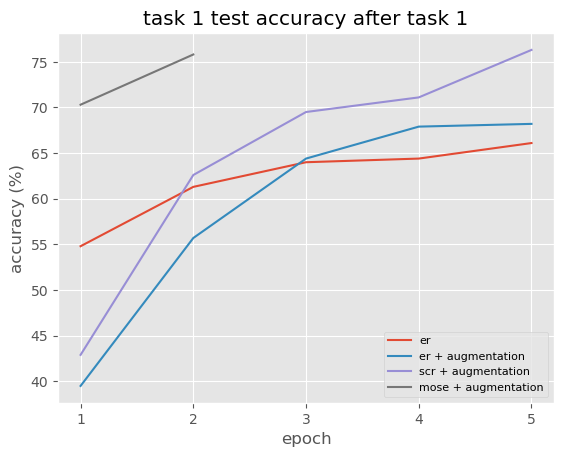 task 1 test accuracy after task 1
accuracy (%)
75
70
65
60
55
50
45
40
1 2 3 4 5
epoch
er
er + augmentation
scr + augmentation
mose + augmentation